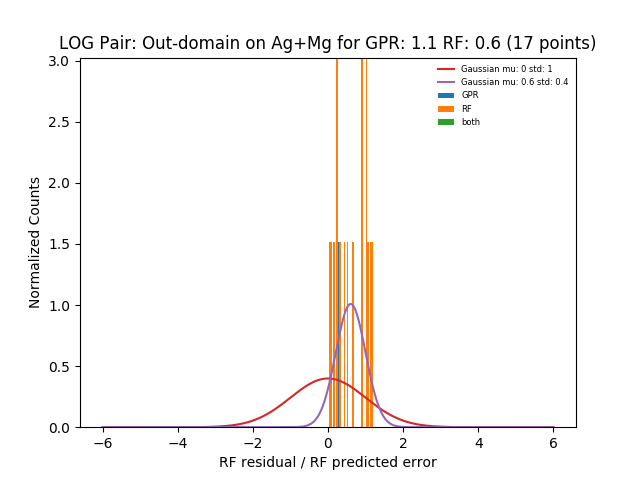 LOG Pair: Out-domain on Ag+Mg for GPR: 1.1 RF: 0.6 (17 points)
Gaussian mu: 0 std: 1
Gaussian mu: 0.6 std: 0.4
GPR
RF
both
Normalized Counts
3.0
2.5
2.0
1.5
1.0
0.5
0.0
−6 −4 −2 0 2 4 6
RF residual / RF predicted error